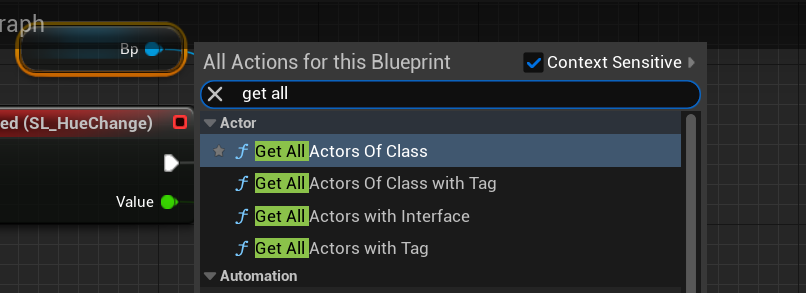 raph
Bp
All Actions for this Blueprint
Context Sensitive
get all
ed (SL_HueChange)
Actor
Get All Actors Of Class
Get All Actors Of Class with Tag
Value
Get All Actors with Interface
Get All Actors with Tag
Automation